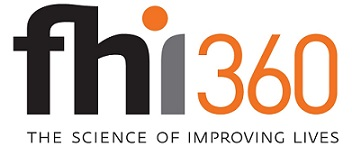 fhi360
THE SCIENCE OF IMPROVING LIVES